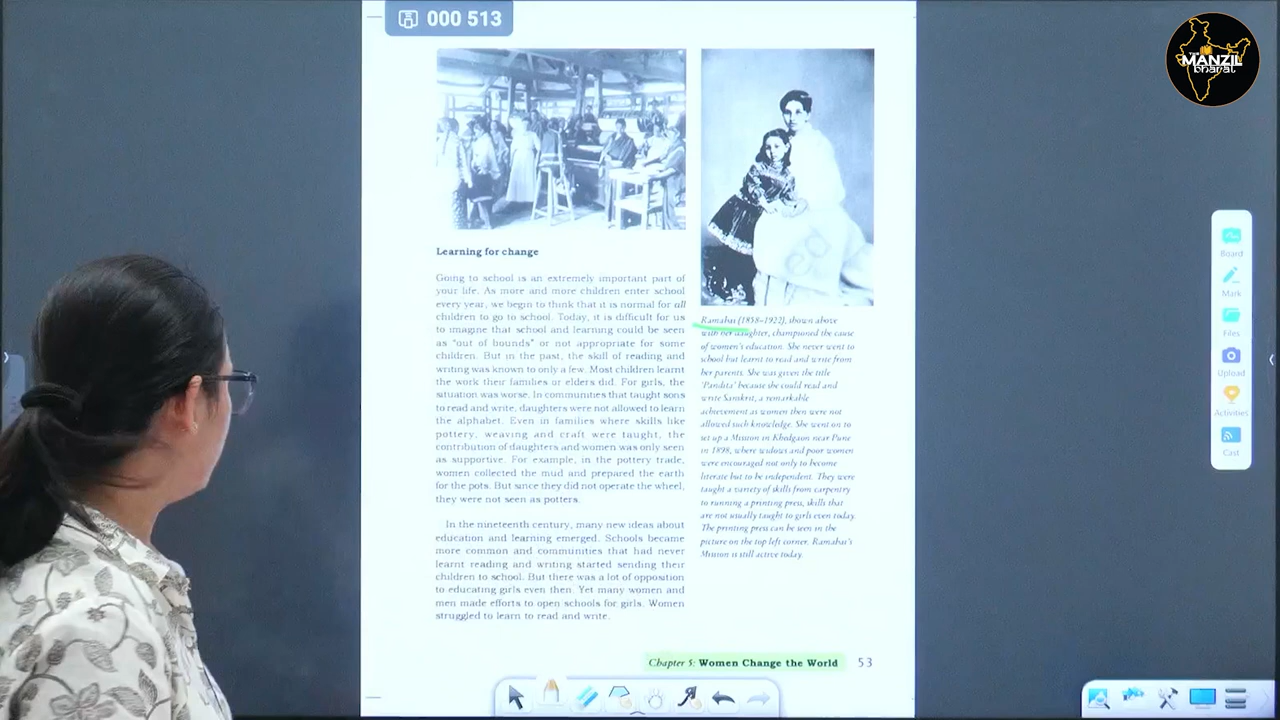 000 513
THE
MANZIL
bharat
Learning for change
Going to school is an extremely important part of
your life. As more and more children enter school
every year, we begin to think that it is normal for all
children to go to school. Today, it is difficult for us
to imagine that school and learning could be seen
as "out of bounds" or not appropriate for some
children. But in the past, the skill of reading and
writing was known to only a few. Most children learnt
the work their families or elders did. For girls, the
situation was worse. In communities that taught sons
to read and write, daughters were not allowed to learn
the alphabet. Even in families where skills like
pottery, weaving and craft were taught, the
contribution of daughters and women was only seen
as supportive. For example, in the pottery trade,
women collected the mud and prepared the earth
for the pots. But since they did not operate the wheel,
they were not seen as potters.
In the nineteenth century, many new ideas about
education and learning emerged. Schools became
more common and communities that had never
learnt reading and writing started sending their
children to school. But there was a lot of opposition
to educating girls even then. Yet many women and
men made efforts to open schools for girls. Women
struggled to learn to read and write.
Ramabai (1858–1922), shown above
with her daughter, championed the cause
of women's education. She never went to
school but learnt to read and write from
her parents. She was given the title
'Pandita' because she could read and
write Sanskrit, a remarkable
achievement as women then were not
allowed such knowledge. She went on to
set up a Mission in Khedgaon near Pune
in 1898, where widows and poor women
were encouraged not only to become
literate but to be independent. They were
taught a variety of skills from carpentry
to running a printing press, skills that
are not usually taught to girls even today.
The printing press can be seen in the
picture on the top left corner. Ramabai's
Mission is still active today.
Chapter 5: Women Change the World 53
Board
Mark
Files
Upload
Activities
Cast